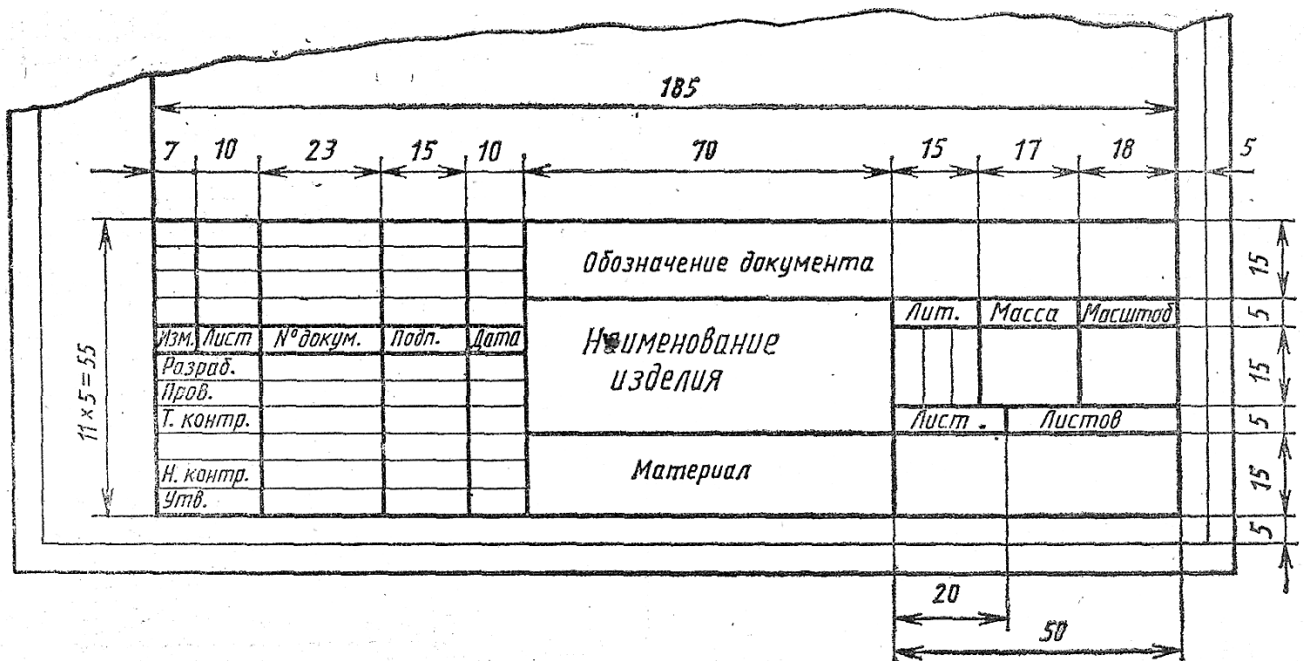 185
7 10 23 15 10 70 15 17 18 5
Обозначение документа
15
Лит. Масса Масштаб
5
Изм. Лист № докум. Подп. Дата
Наименование
изделия
Разраб.
Пров.
Т. контр.
11×5=55
15
Лист . Листов
5
Материал
Н. контр.
Утв.
15
5
20
50